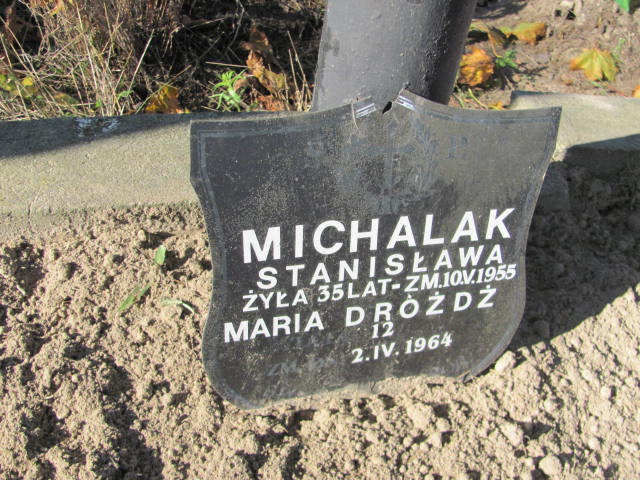 MICHALAK
STANISŁAWA
ŻYŁA 35 LAT-ZM.10.V.1955
MARIA DRÓŻDŻ
12
2.IV.1964